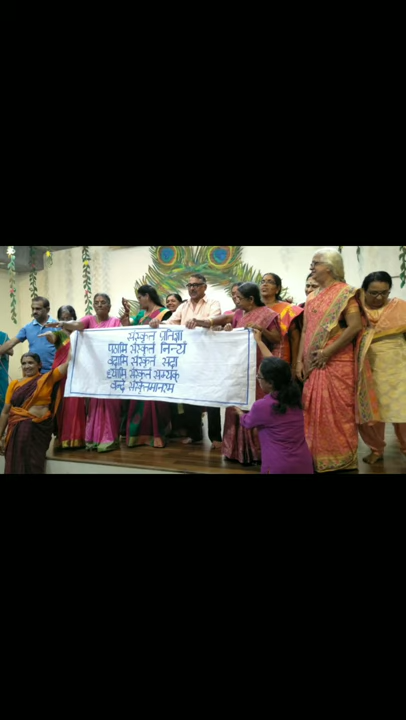 संस्कृत प्रतिज्ञा
पठामि संस्कृतं नित्यं
वदामि संस्कृतं सदा
ध्यायामि संस्कृतं सम्यक
वन्दे संस्कृतमातरम